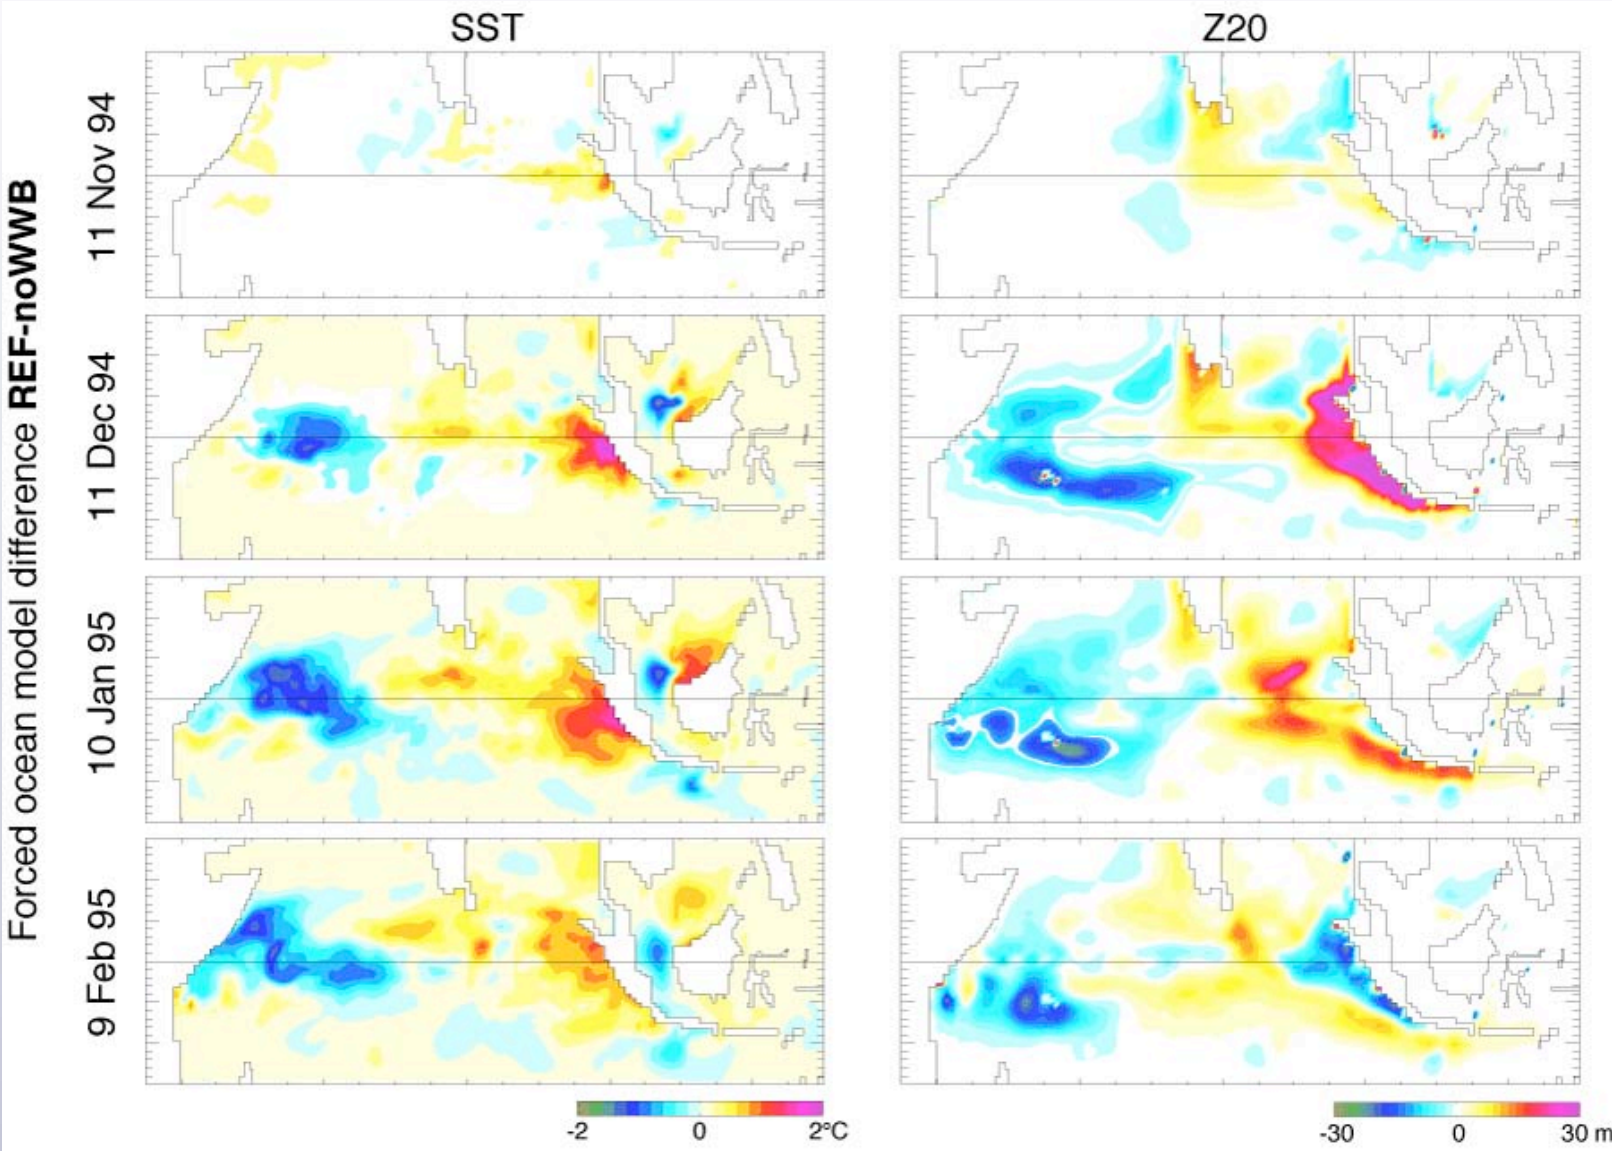 SST
Z20
Forced ocean model difference REF-noWWB
11 Nov 94
11 Dec 94
10 Jan 95
9 Feb 95
-2 0 2°C
-30 0 30 m